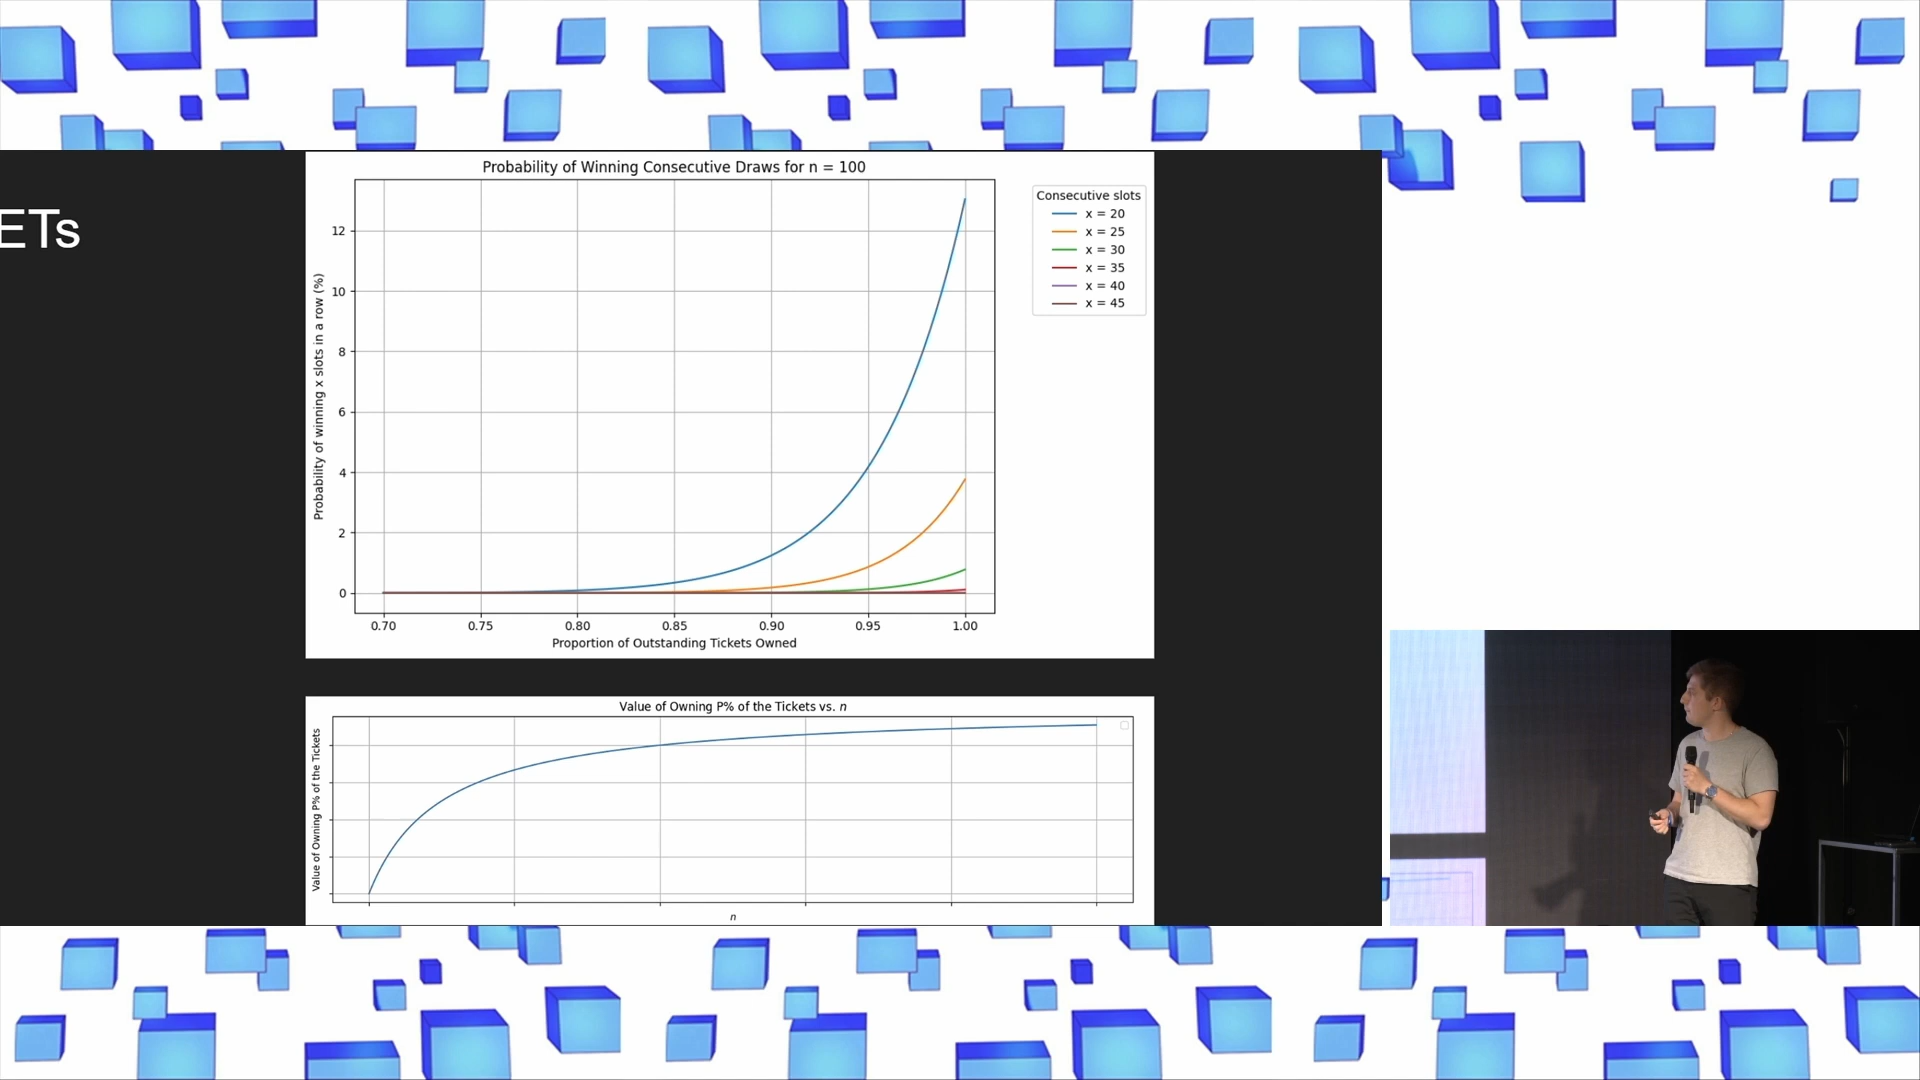 ETs
Probability of Winning Consecutive Draws for n = 100
Probability of winning x slots in a row (%)
12
10
8
6
4
2
0
0.70 0.75 0.80 0.85 0.90 0.95 1.00
Proportion of Outstanding Tickets Owned
Consecutive slots
x = 20
x = 25
x = 30
x = 35
x = 40
x = 45
Value of Owning P% of the Tickets vs. n
Value of Owning P% of the Tickets
n